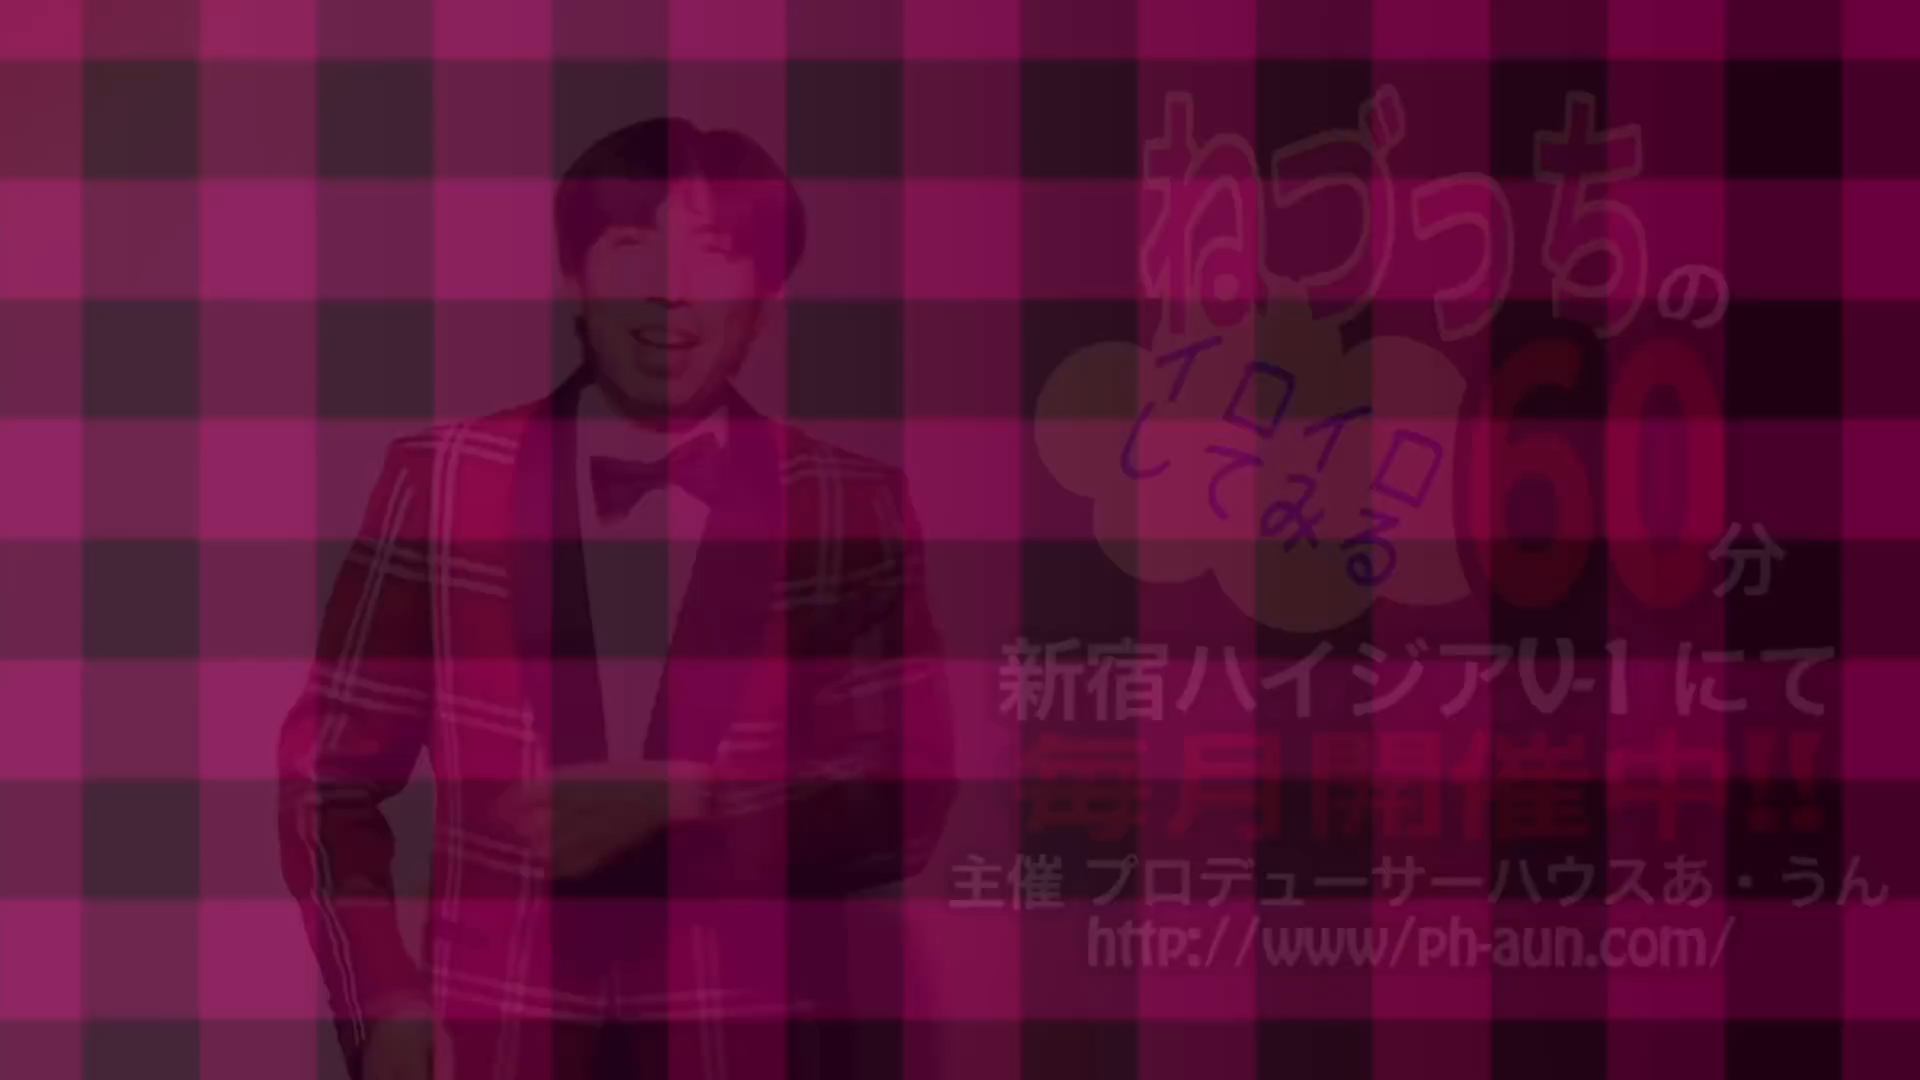 ねづっちの
イロイロ
してみる
60分
新宿ハイジアV-1にて
毎月開催中!!
主催 プロデューサーハウスあ・うん
http://www/ph-aun.com/